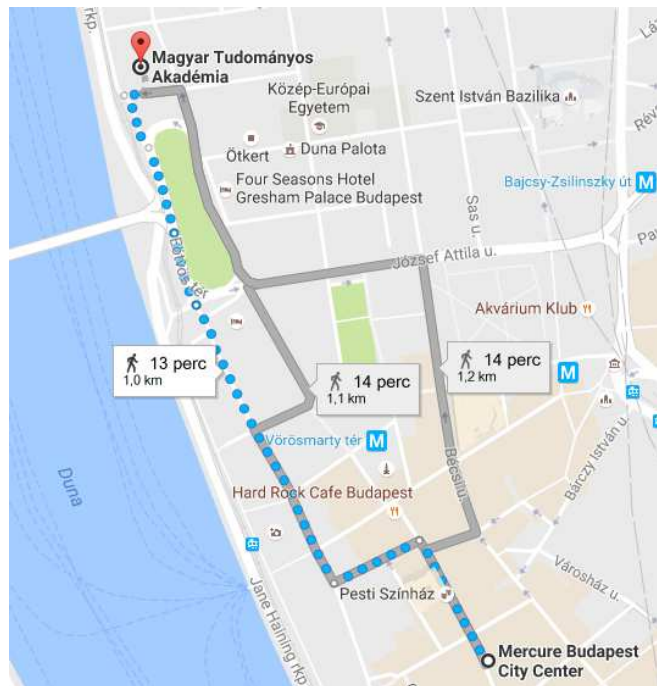 rkp.
Magyar Tudományos
Akadémia
Közép-Európai
Egyetem
Szent István Bazilika
Ötkert
Duna Palota
Four Seasons Hotel
Gresham Palace Budapest
Bajcsy-Zsilinszky út M
Sas u.
Eötvös tér
József Attila u.
Akvárium Klub
13 perc
1,0 km
14 perc
1,1 km
14 perc
1,2 km
M
Vörösmarty tér M
Bécsi u.
Bárczy István u.
Duna
Hard Rock Cafe Budapest
Városház u.
Pesti Színház
Jane Haining rkp.
Mercure Budapest
City Center